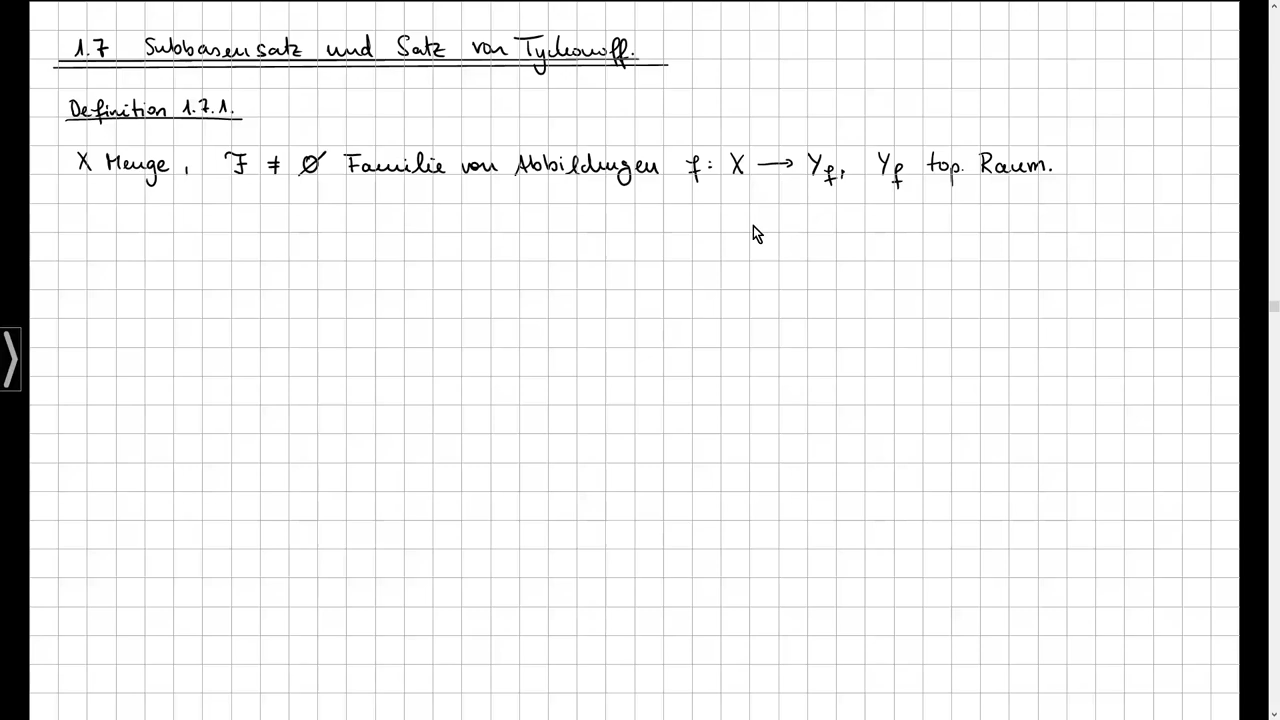 1.7 Subbasensatz und Satz von Tychonoff.
Definition 1.7.1.
X Menge, F ≠ ∅ Familie von Abbildungen f: X → Y_f, Y_f top. Raum.